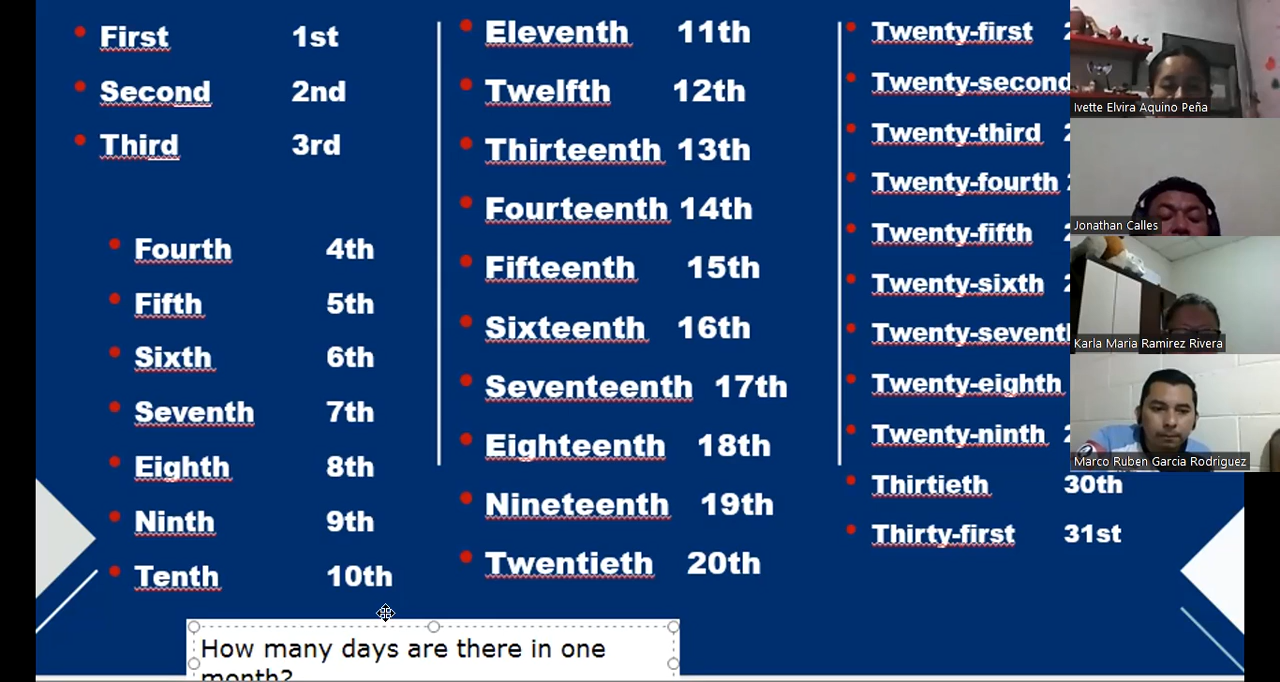 First 1st
Second 2nd
Third 3rd
Fourth 4th
Fifth 5th
Sixth 6th
Seventh 7th
Eighth 8th
Ninth 9th
Tenth 10th
Eleventh 11th
Twelfth 12th
Thirteenth 13th
Fourteenth 14th
Fifteenth 15th
Sixteenth 16th
Seventeenth 17th
Eighteenth 18th
Nineteenth 19th
Twentieth 20th
Twenty-first
Twenty-second
Twenty-third
Twenty-fourth
Twenty-fifth
Twenty-sixth
Twenty-sevent
Twenty-eighth
Twenty-ninth
Thirtieth 30th
Thirty-first 31st
How many days are there in one
month?
Ivette Elvira Aquino Peña
Jonathan Calles
Karla Maria Ramirez Rivera
Marco Ruben Garcia Rodriguez